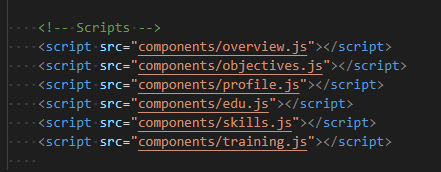 <!-- Scripts -->
<script src="components/overview.js"></script>
<script src="components/objectives.js"></script>
<script src="components/profile.js"></script>
<script src="components/edu.js"></script>
<script src="components/skills.js"></script>
<script src="components/training.js"></script>